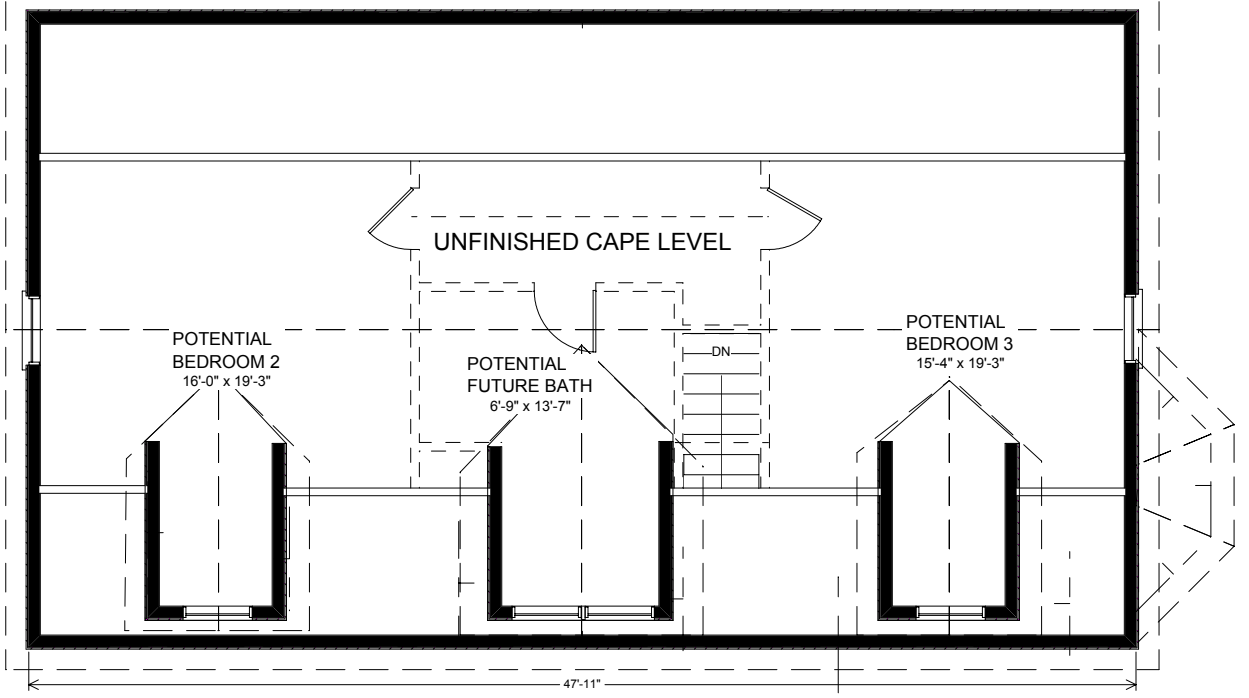 UNFINISHED CAPE LEVEL
POTENTIAL
BEDROOM 2
16'-0" x 19'-3"
POTENTIAL
FUTURE BATH
6'-9" x 13'-7"
DN
POTENTIAL
BEDROOM 3
15'-4" x 19'-3"
47'-11"